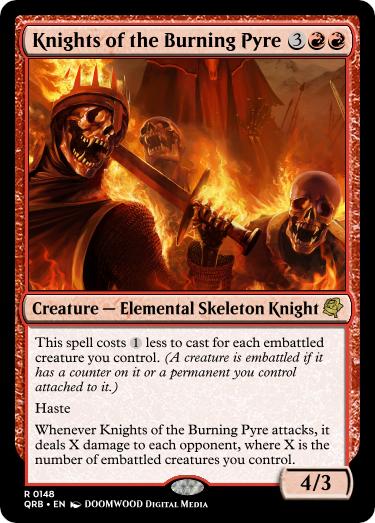 Knights of the Burning Pyre 3
Creature — Elemental Skeleton Knight
This spell costs 1 less to cast for each embattled
creature you control. (A creature is embattled if it
has a counter on it or a permanent you control
attached to it.)
Haste
Whenever Knights of the Burning Pyre attacks, it
deals X damage to each opponent, where X is the
number of embattled creatures you control.
4/3
R 0148
QRB • EN DOOMWOOD Digital Media